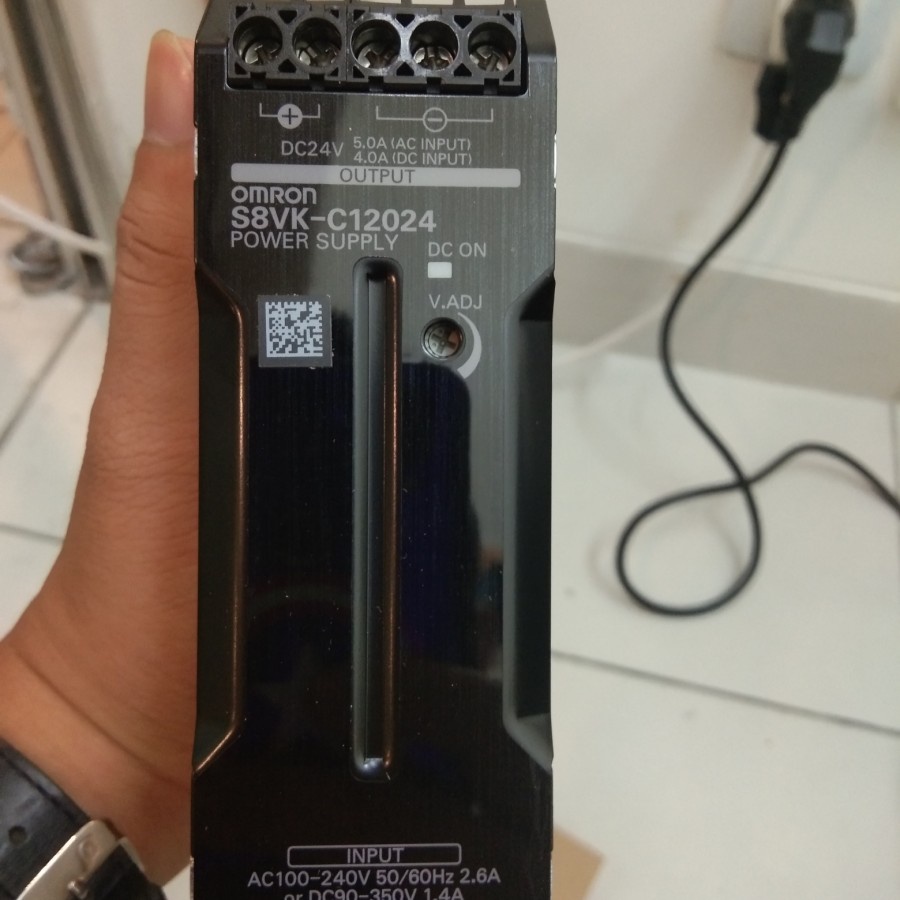 + −
DC24V 5.0A (AC INPUT)
4.0A (DC INPUT)
OUTPUT
OMRON
S8VK-C12024
POWER SUPPLY
DC ON
V.ADJ
INPUT
AC100-240V 50/60Hz 2.6A
or DC90-350V 1.4A